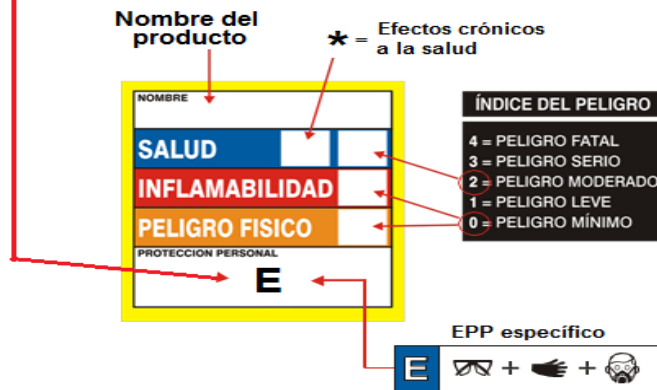 Nombre del
producto
* = Efectos crónicos
a la salud
NOMBRE
SALUD
INFLAMABILIDAD
PELIGRO FISICO
PROTECCION PERSONAL
E
ÍNDICE DEL PELIGRO
4 = PELIGRO FATAL
3 = PELIGRO SERIO
2 = PELIGRO MODERADO
1 = PELIGRO LEVE
0 = PELIGRO MÍNIMO
EPP específico
E + +